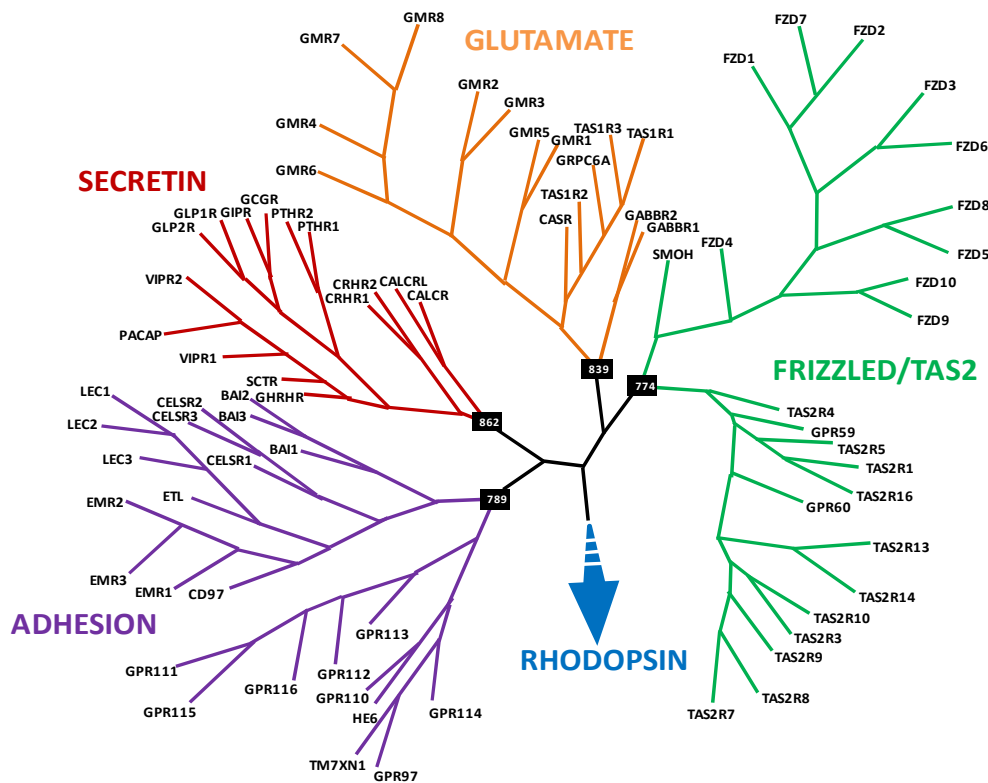 GMR8
FZD7
GMR7
GLUTAMATE
FZD2
FZD1
GMR2
FZD3
GMR3
GMR4
GMR5
TAS1R3
TAS1R1
GMR1
FZD6
GRPC6A
GMR6
SECRETIN
GCGR
TAS1R2
GLP1R
GIPR
PTHR2
FZD8
GLP2R
PTHR1
CASR
GABBR2
GABBR1
FZD4
SMOH
FZD5
VIPR2
CRHR2
CALCRL
FZD10
CRHR1
CALCR
PACAP
FZD9
VIPR1
839
FRIZZLED/TAS2
774
SCTR
LEC1
GHRHR
BAI2
CELSR2
TAS2R4
CELSR3
BAI3
862
LEC2
GPR59
BAI1
TAS2R5
LEC3
CELSR1
TAS2R1
ETL
789
TAS2R16
EMR2
GPR60
TAS2R13
EMR3
EMR1
CD97
TAS2R14
ADHESION
TAS2R10
GPR113
TAS2R3
RHODOPSIN
TAS2R9
GPR111
GPR112
GPR116
GPR110
TAS2R8
GPR115
HE6
GPR114
TAS2R7
TM7XN1
GPR97